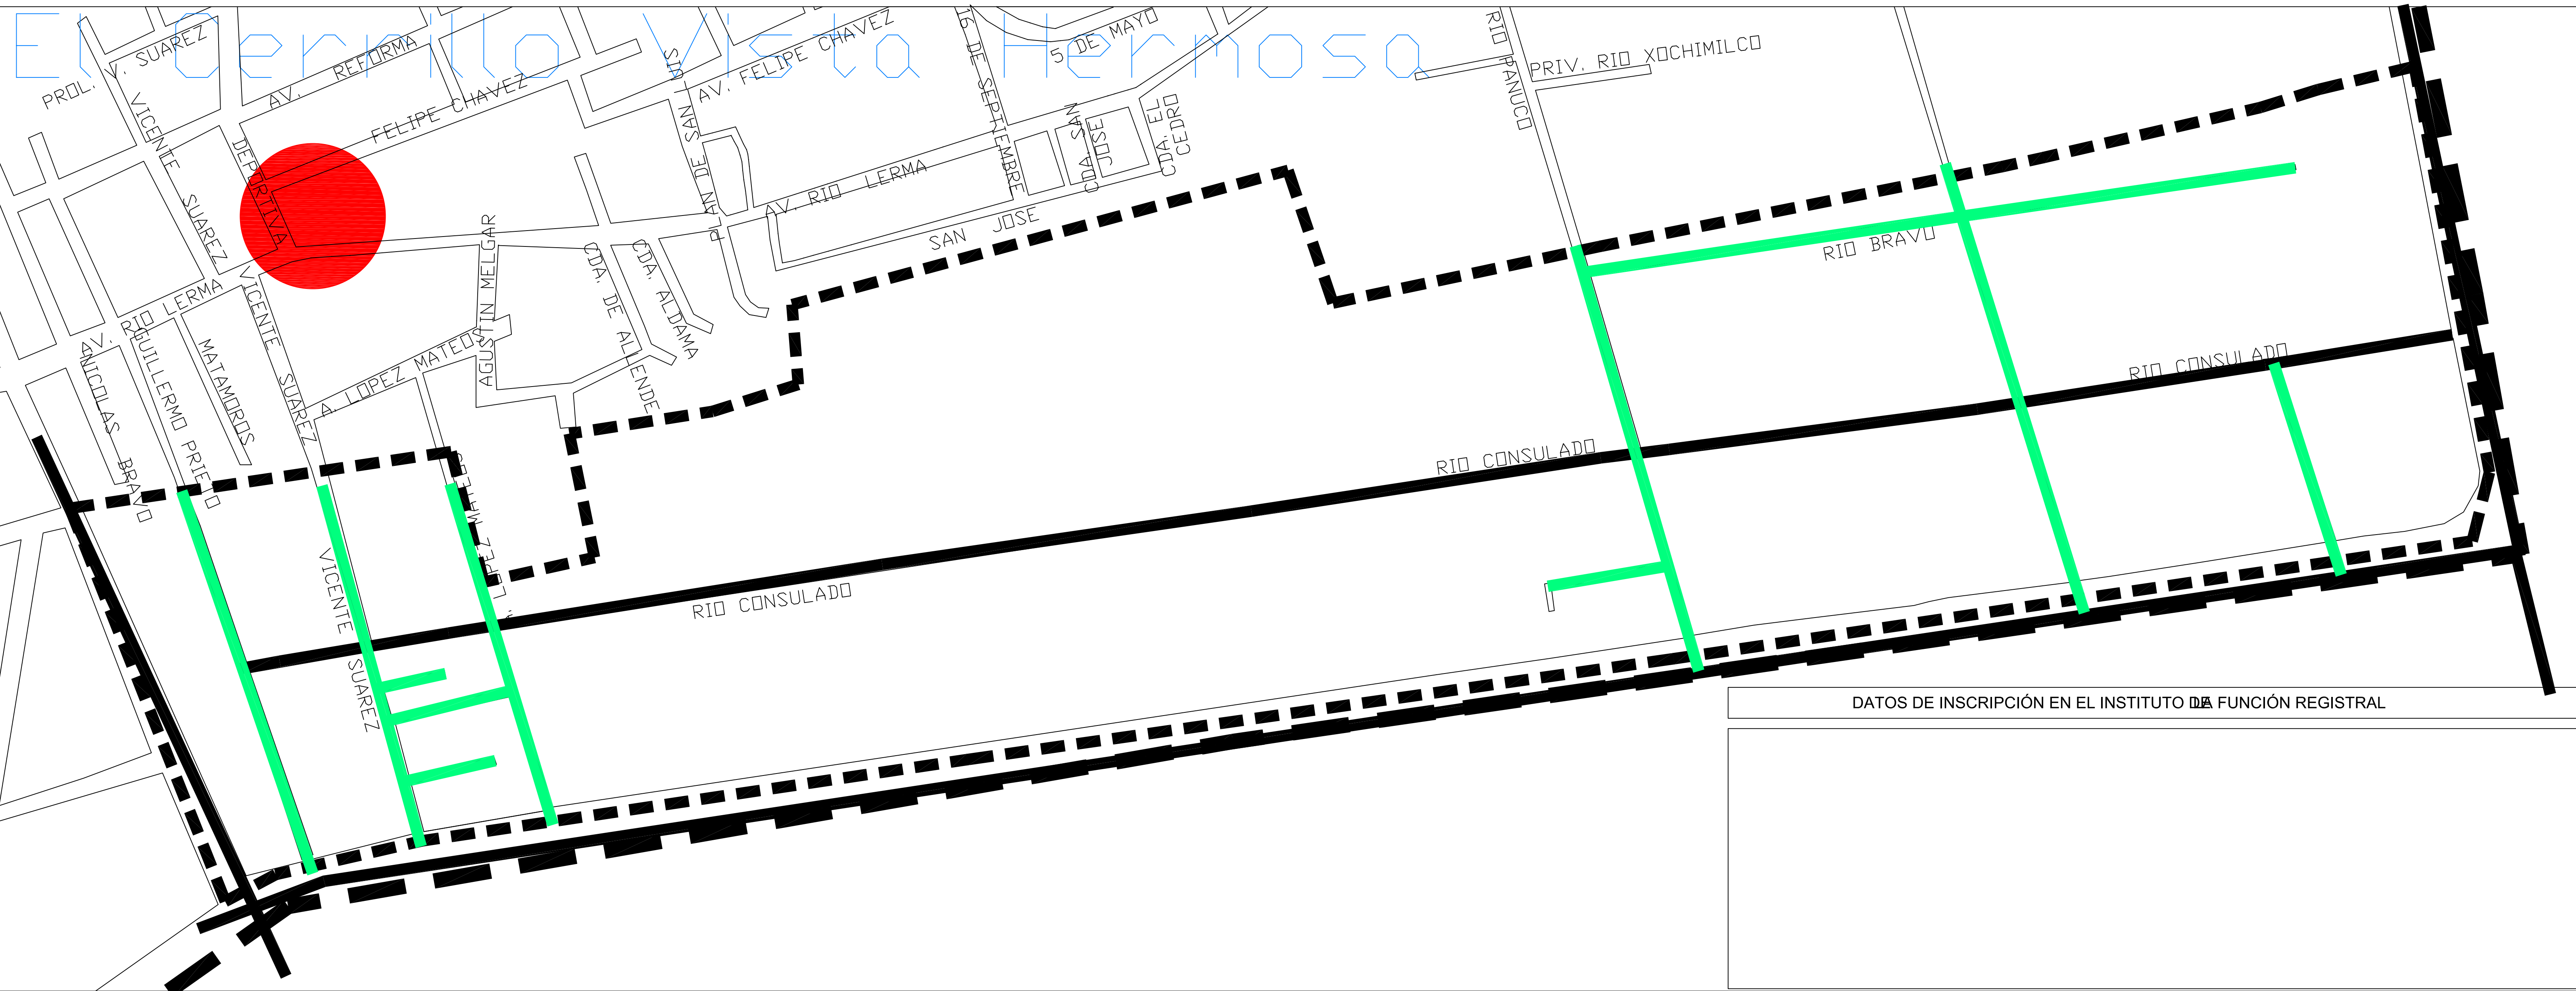 El Cerrillo Vista Hermosa
PROL. V. SUAREZ
AV. REFORMA
FELIPE CHAVEZ
AV. FELIPE CHAVEZ
16 DE SEPTIEMBRE
5 DE MAYO
RIO PANUCO
PRIV. RIO XOCHIMILCO
VICENTE SUAREZ
DEPORTIVA
PLAN DE SAN LUIS
AV. RIO LERMA
CDA. SAN JOSE
CDA. EL CEDRO
SAN JOSE
RIO BRAVO
AV. RIO LERMA
NICOLAS BRAVO
GUILLERMO PRIETO
MATAMOROS
VICENTE SUAREZ
A. LOPEZ MATEOS
AGUSTIN MELGAR
CDA. DE ALLENDE
CDA. ALDAMA
RIO CONSULADO
RIO CONSULADO
A. LOPEZ MATEOS
VICENTE SUAREZ
RIO CONSULADO
DATOS DE INSCRIPCIÓN EN EL INSTITUTO DE LA FUNCIÓN REGISTRAL